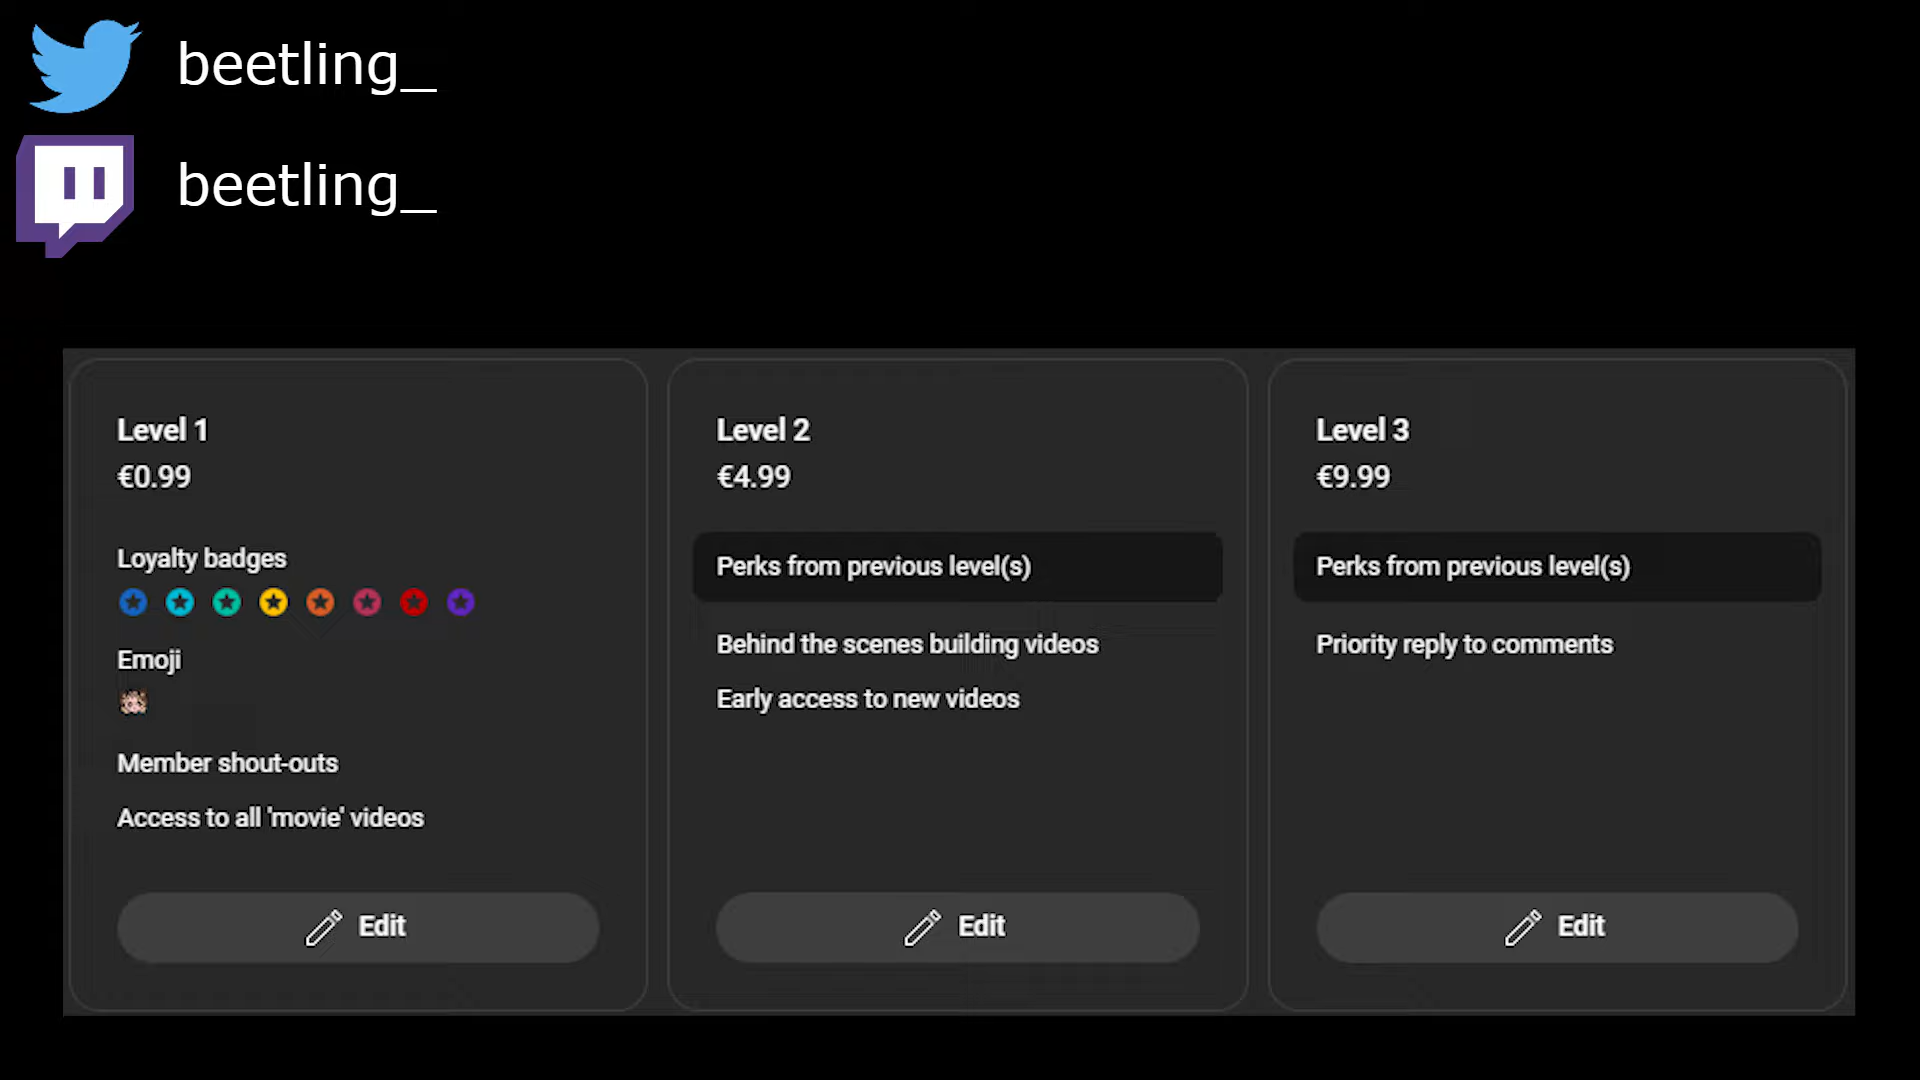 beetling_
beetling_
Level 1
€0.99
Loyalty badges
Emoji
Member shout-outs
Access to all 'movie' videos
Edit
Level 2
€4.99
Perks from previous level(s)
Behind the scenes building videos
Early access to new videos
Edit
Level 3
€9.99
Perks from previous level(s)
Priority reply to comments
Edit